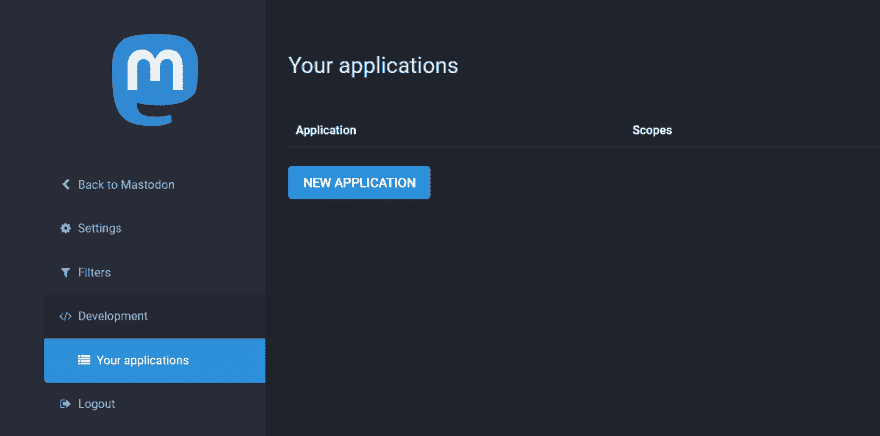 m
Your applications
Application Scopes
NEW APPLICATION
Back to Mastodon
Settings
Filters
Development
Your applications
Logout